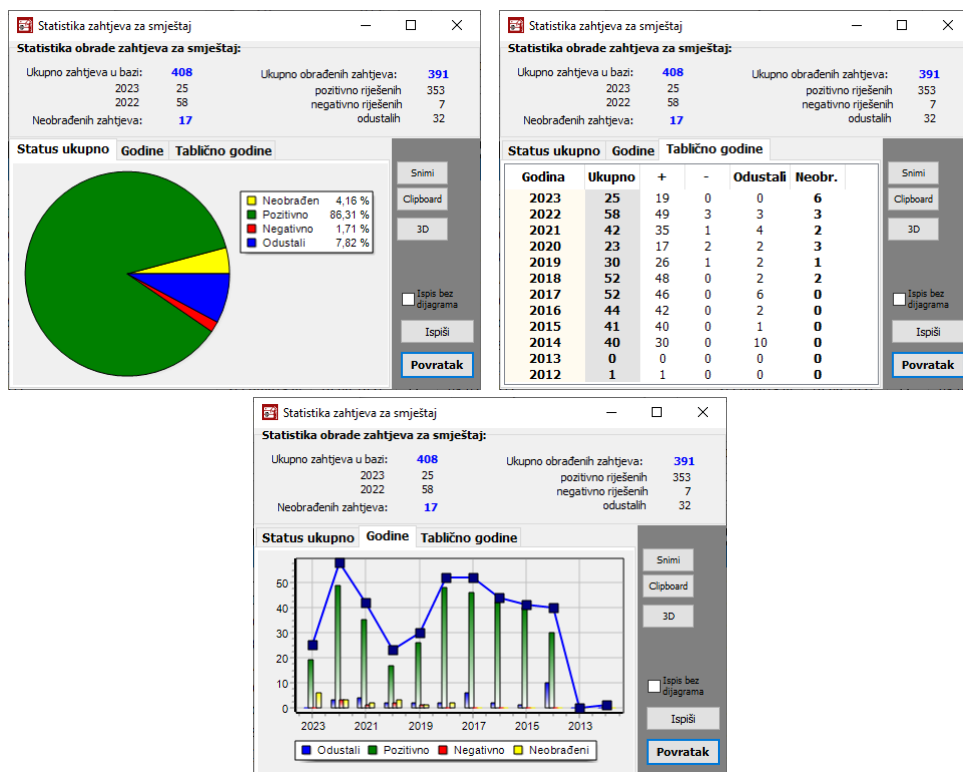 Statistika zahtjeva za smještaj
Statistika obrade zahtjeva za smještaj:
Ukupno zahtjeva u bazi: 408
2023 25
2022 58
Neobrađenih zahtjeva: 17
Ukupno obrađenih zahtjeva: 391
pozitivno riješenih 353
negativno riješenih 7
odustalih 32
Status ukupno Godine Tablično godine
Neobrađen 4,16 %
Pozitivno 86,31 %
Negativno 1,71 %
Odustali 7,82 %
Snimi
Clipboard
3D
Ispis bez
dijagrama
Ispiši
Povratak
Statistika zahtjeva za smještaj
Statistika obrade zahtjeva za smještaj:
Ukupno zahtjeva u bazi: 408
2023 25
2022 58
Neobrađenih zahtjeva: 17
Ukupno obrađenih zahtjeva: 391
pozitivno riješenih 353
negativno riješenih 7
odustalih 32
Status ukupno Godine Tablično godine
Godina Ukupno + - Odustali Neobr.
2023 25 19 0 0 6
2022 58 49 3 3 3
2021 42 35 1 4 2
2020 23 17 2 2 3
2019 30 26 1 2 1
2018 52 48 0 2 2
2017 52 46 0 6 0
2016 44 42 0 2 0
2015 41 40 0 1 0
2014 40 30 0 10 0
2013 0 0 0 0 0
2012 1 1 0 0 0
Snimi
Clipboard
3D
Ispis bez
dijagrama
Ispiši
Povratak
Statistika zahtjeva za smještaj
Statistika obrade zahtjeva za smještaj:
Ukupno zahtjeva u bazi: 408
2023 25
2022 58
Neobrađenih zahtjeva: 17
Ukupno obrađenih zahtjeva: 391
pozitivno riješenih 353
negativno riješenih 7
odustalih 32
Status ukupno Godine Tablično godine
50
40
30
20
10
0
2023 2021 2019 2017 2015 2013
Odustali Pozitivno Negativno Neobrađeni
Snimi
Clipboard
3D
Ispis bez
dijagrama
Ispiši
Povratak